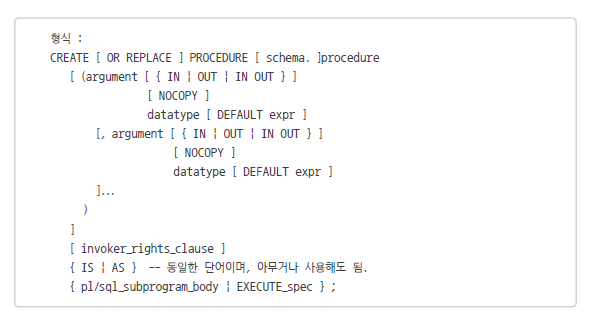 형식 :
CREATE [ OR REPLACE ] PROCEDURE [ schema. ]procedure
[ (argument [ { IN ¦ OUT ¦ IN OUT } ]
[ NOCOPY ]
datatype [ DEFAULT expr ]
[, argument [ { IN ¦ OUT ¦ IN OUT } ]
[ NOCOPY ]
datatype [ DEFAULT expr ]
]...
)
]
[ invoker_rights_clause ]
{ IS ¦ AS } -- 동일한 단어이며, 아무거나 사용해도 됨.
{ pl/sql_subprogram_body ¦ EXECUTE_spec } ;